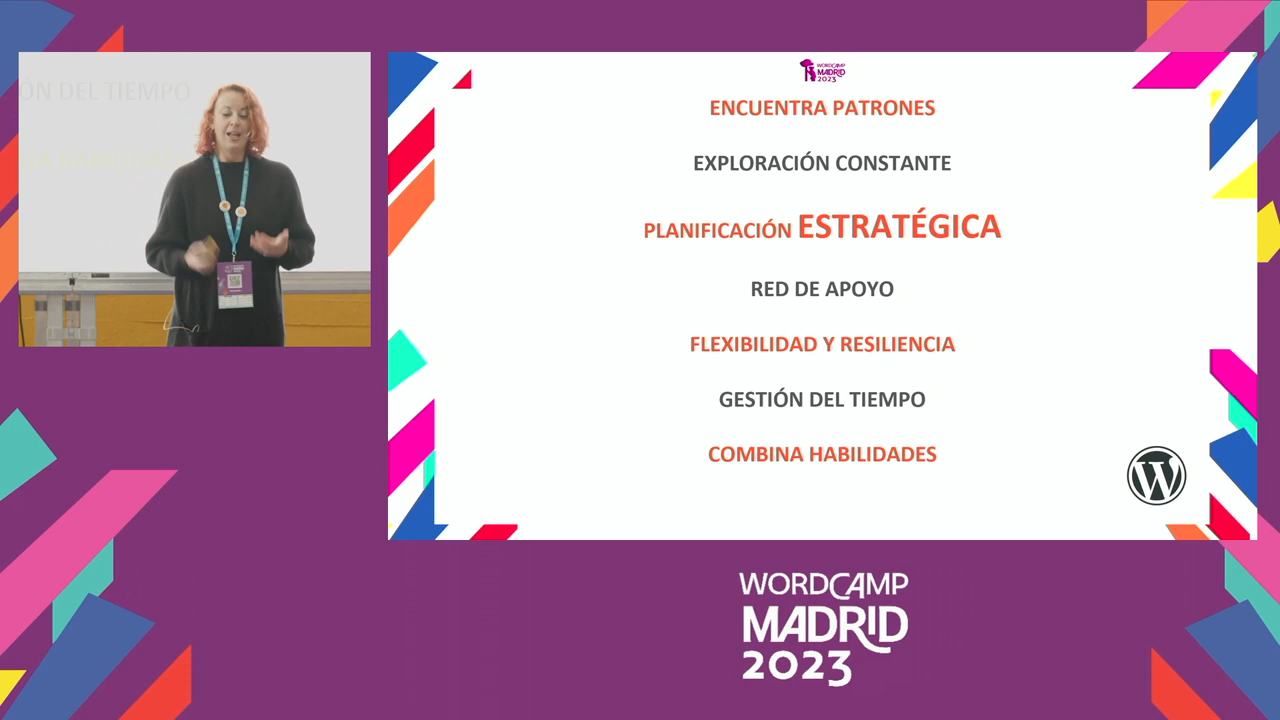 ÓN DEL TIEMPO
WORDCAMP
MADRID
2023
ENCUENTRA PATRONES
EXPLORACIÓN CONSTANTE
PLANIFICACIÓN ESTRATÉGICA
RED DE APOYO
FLEXIBILIDAD Y RESILIENCIA
GESTIÓN DEL TIEMPO
COMBINA HABILIDADES
WORDCAMP
MADRID
2023